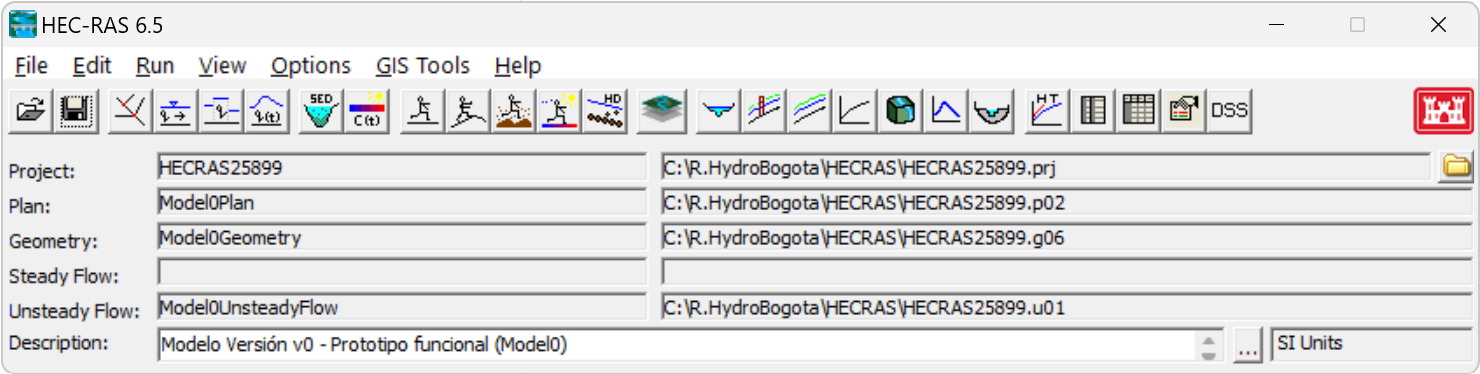 HEC-RAS 6.5
File Edit Run View Options GIS Tools Help
SED C(t) HD HT DSS
Project: HECRAS25899 C:\R.HydroBogota\HECRAS\HECRAS25899.prj
Plan: Model0Plan C:\R.HydroBogota\HECRAS\HECRAS25899.p02
Geometry: Model0Geometry C:\R.HydroBogota\HECRAS\HECRAS25899.g06
Steady Flow:
Unsteady Flow: Model0UnsteadyFlow C:\R.HydroBogota\HECRAS\HECRAS25899.u01
Description: Modelo Versión v0 - Prototipo funcional (Model0) ... SI Units